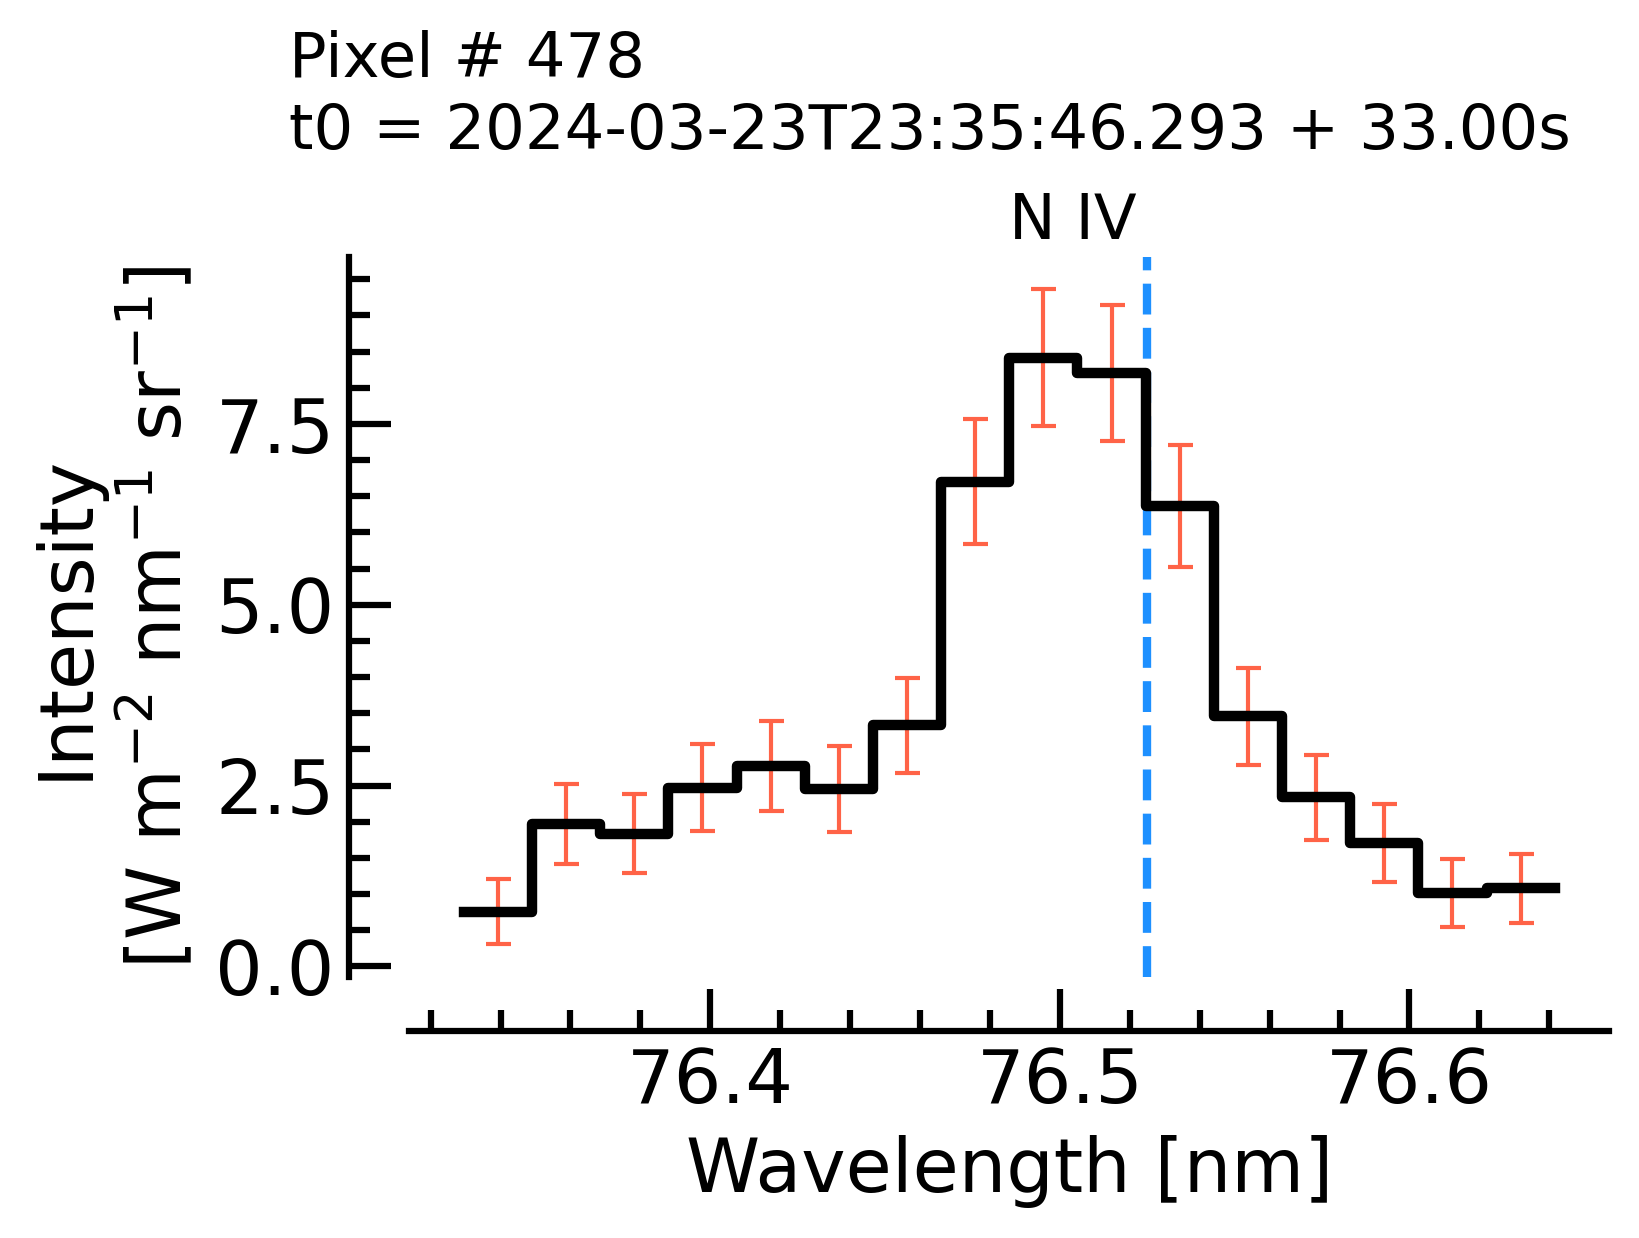 Pixel # 478
t0 = 2024-03-23T23:35:46.293 + 33.00s
N IV
Intensity
[W m⁻² nm⁻¹ sr⁻¹]
7.5
5.0
2.5
0.0
76.4 76.5 76.6
Wavelength [nm]